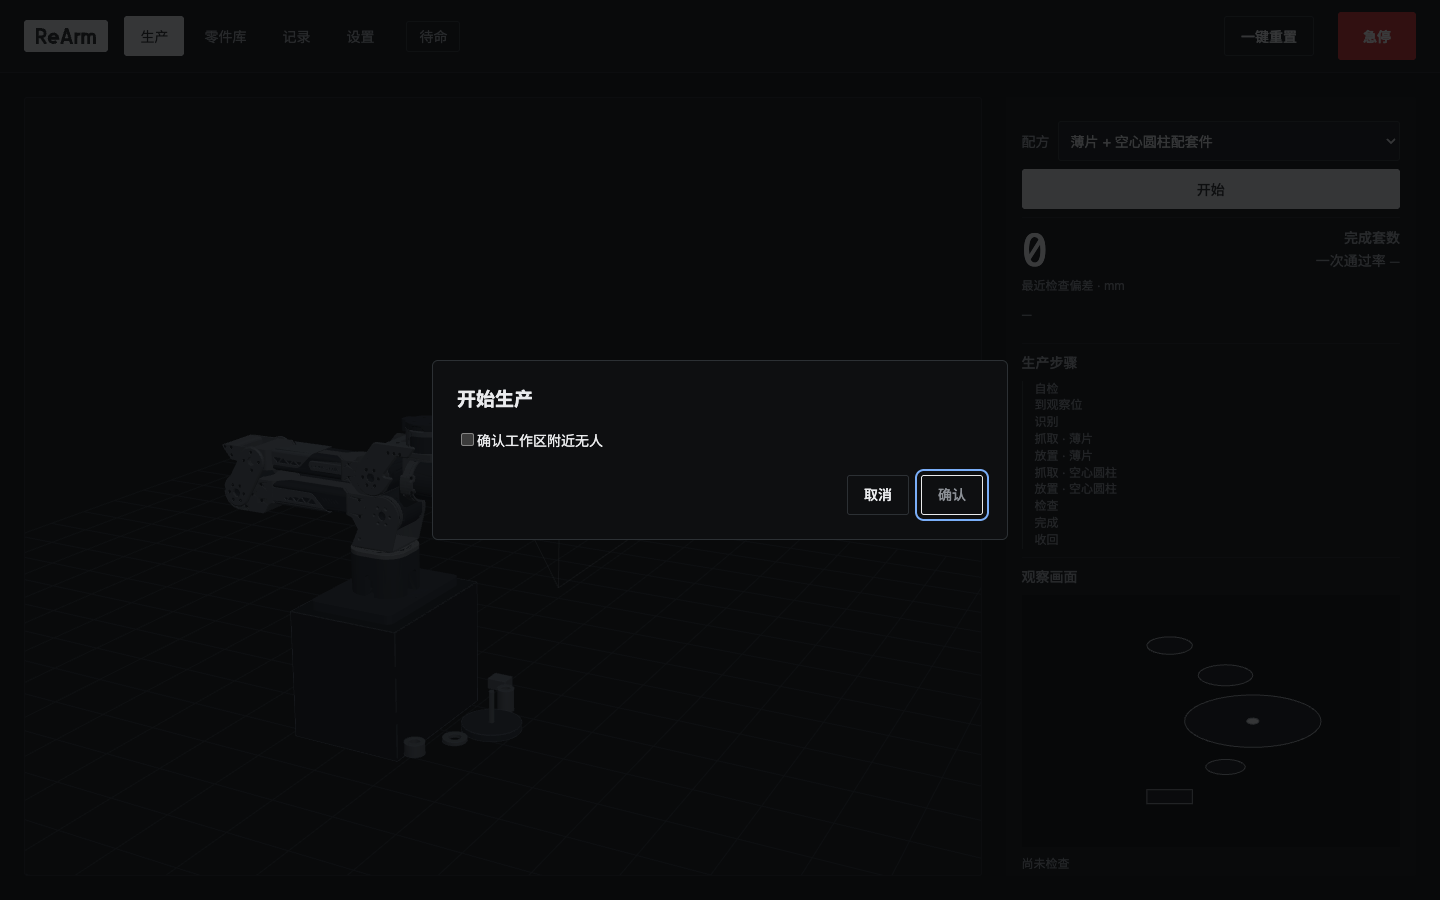 ReArm 生产 零件库 记录 设置 待命 一键重置 急停
配方 薄片 + 空心圆柱配套件
开始
0 完成套数
一次通过率 —
最近检查偏差 · mm
—
生产步骤
自检
到观察位
识别
抓取 · 薄片
放置 · 薄片
抓取 · 空心圆柱
放置 · 空心圆柱
检查
完成
收回
观察画面
尚未检查
开始生产
确认工作区附近无人
取消 确认